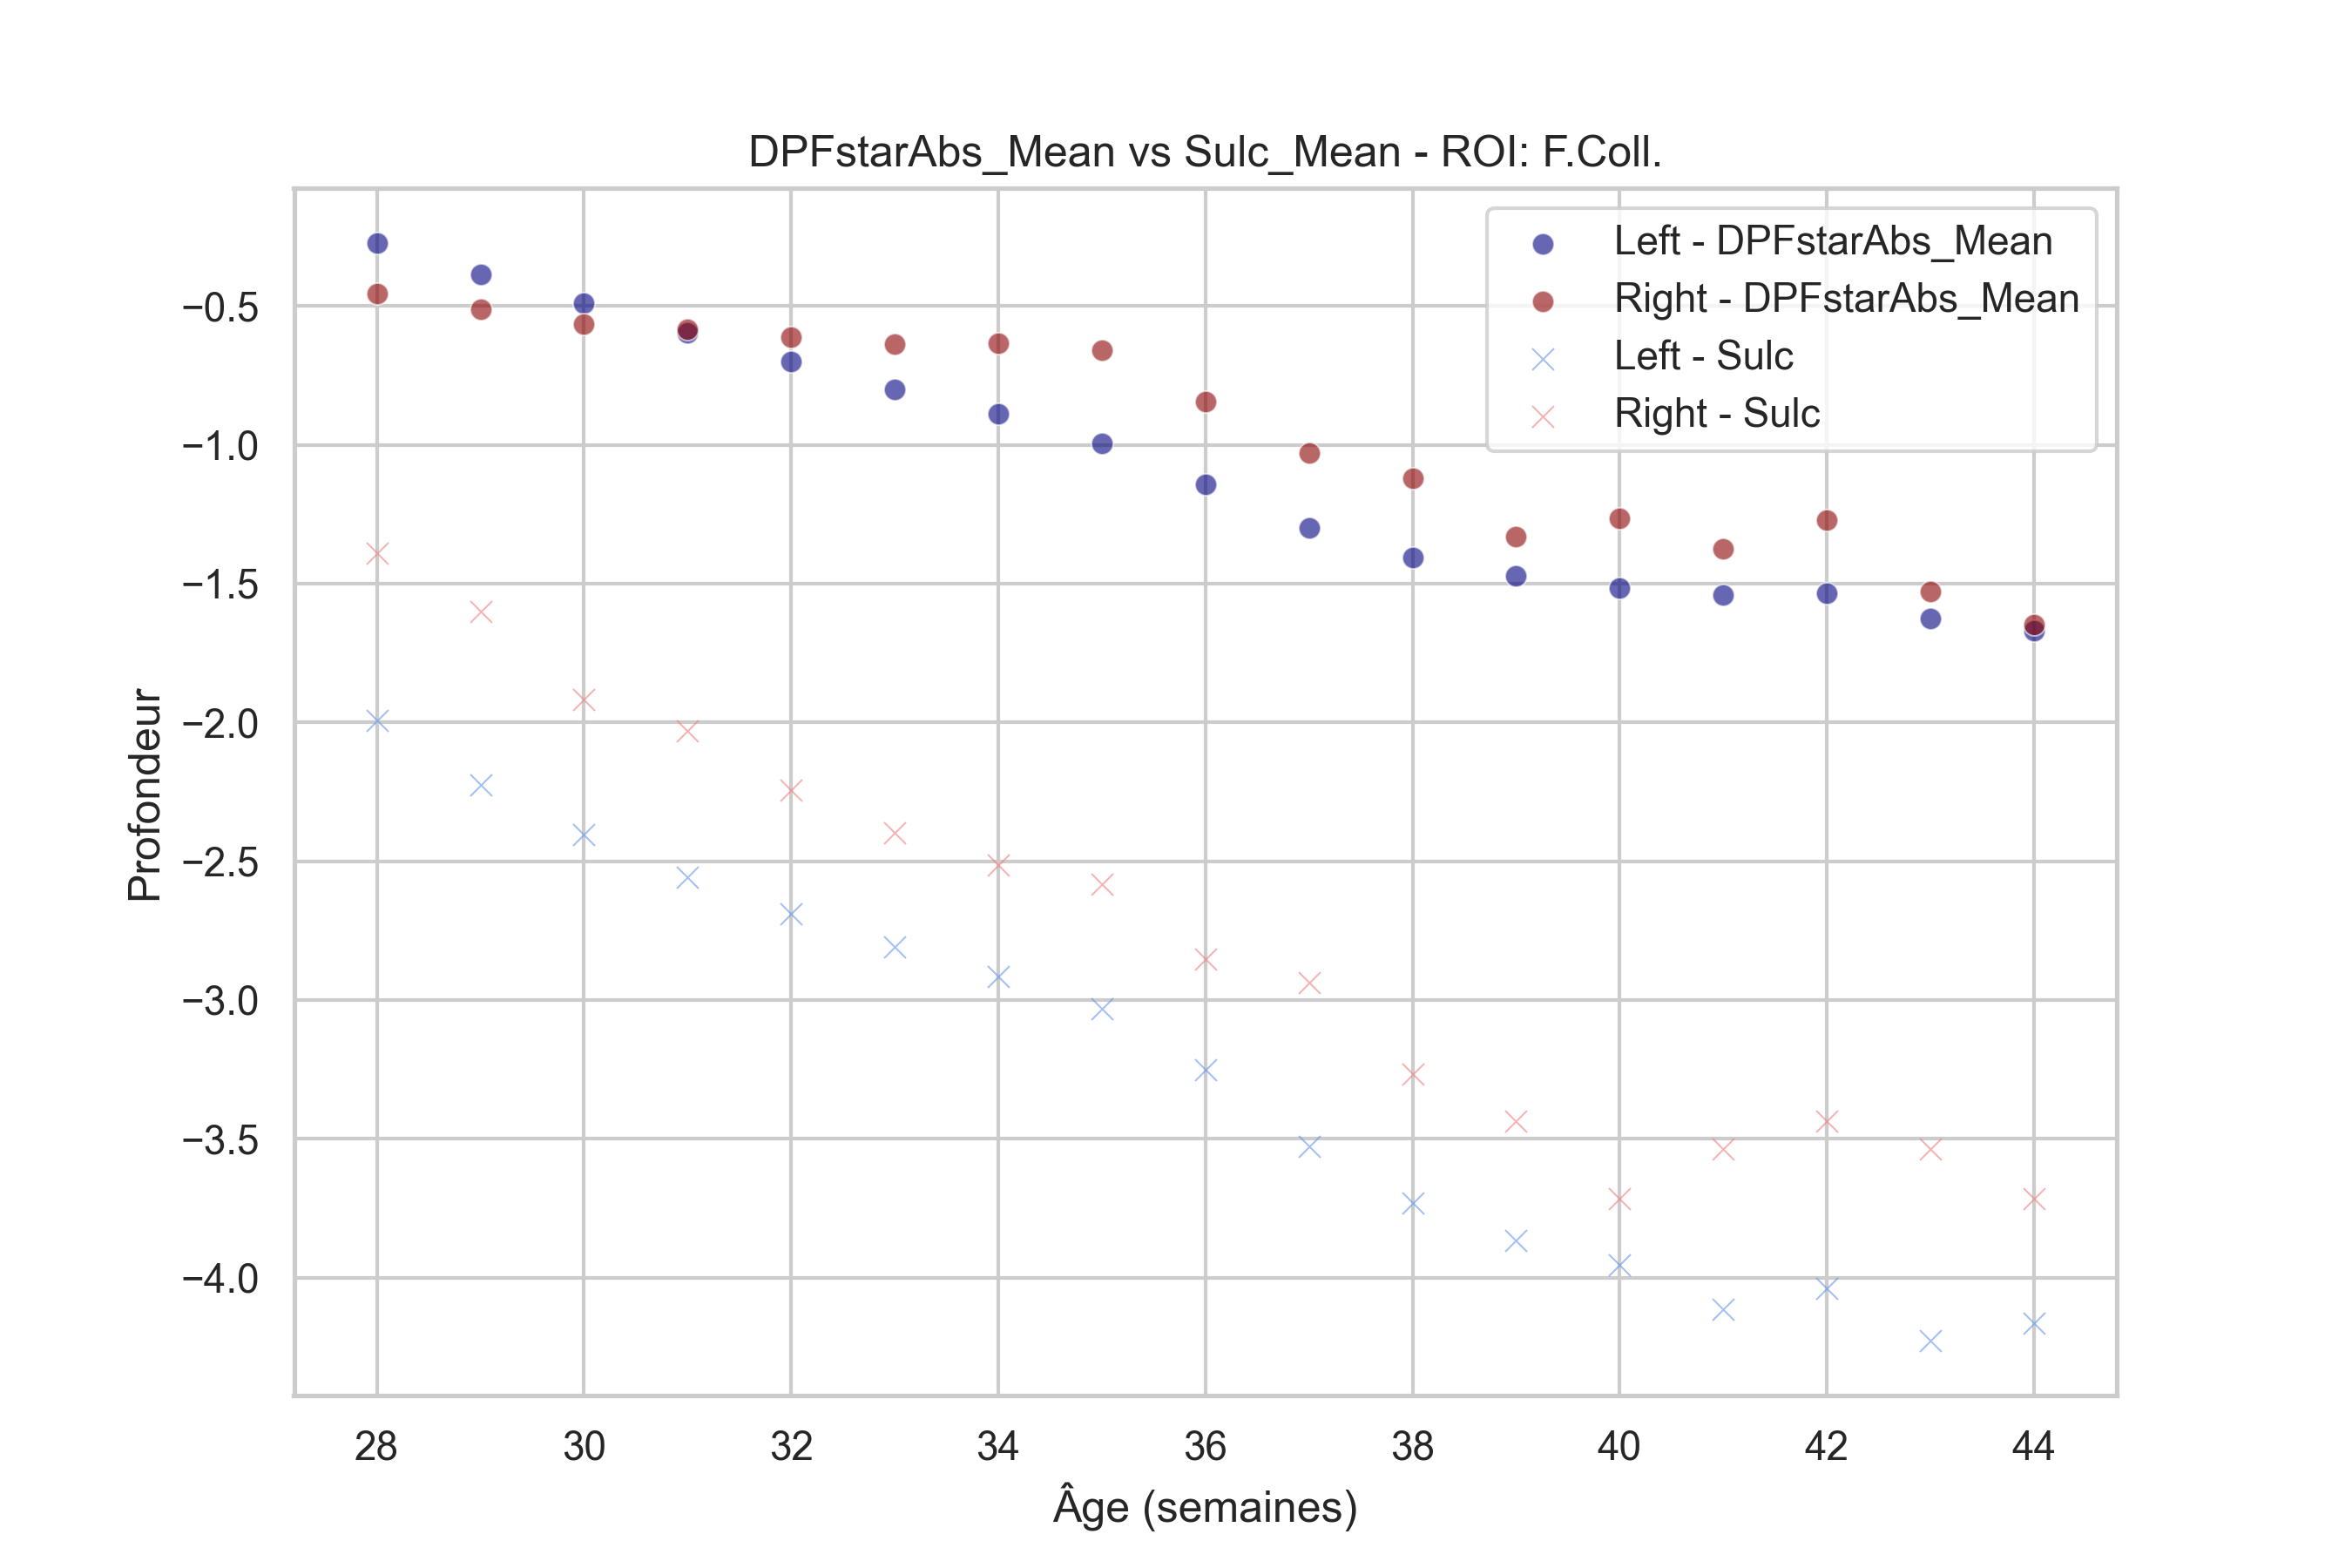 DPFstarAbs_Mean vs Sulc_Mean - ROI: F.Coll.
Left - DPFstarAbs_Mean
Right - DPFstarAbs_Mean
Left - Sulc
Right - Sulc
Profondeur
−0.5
−1.0
−1.5
−2.0
−2.5
−3.0
−3.5
−4.0
28 30 32 34 36 38 40 42 44
Âge (semaines)